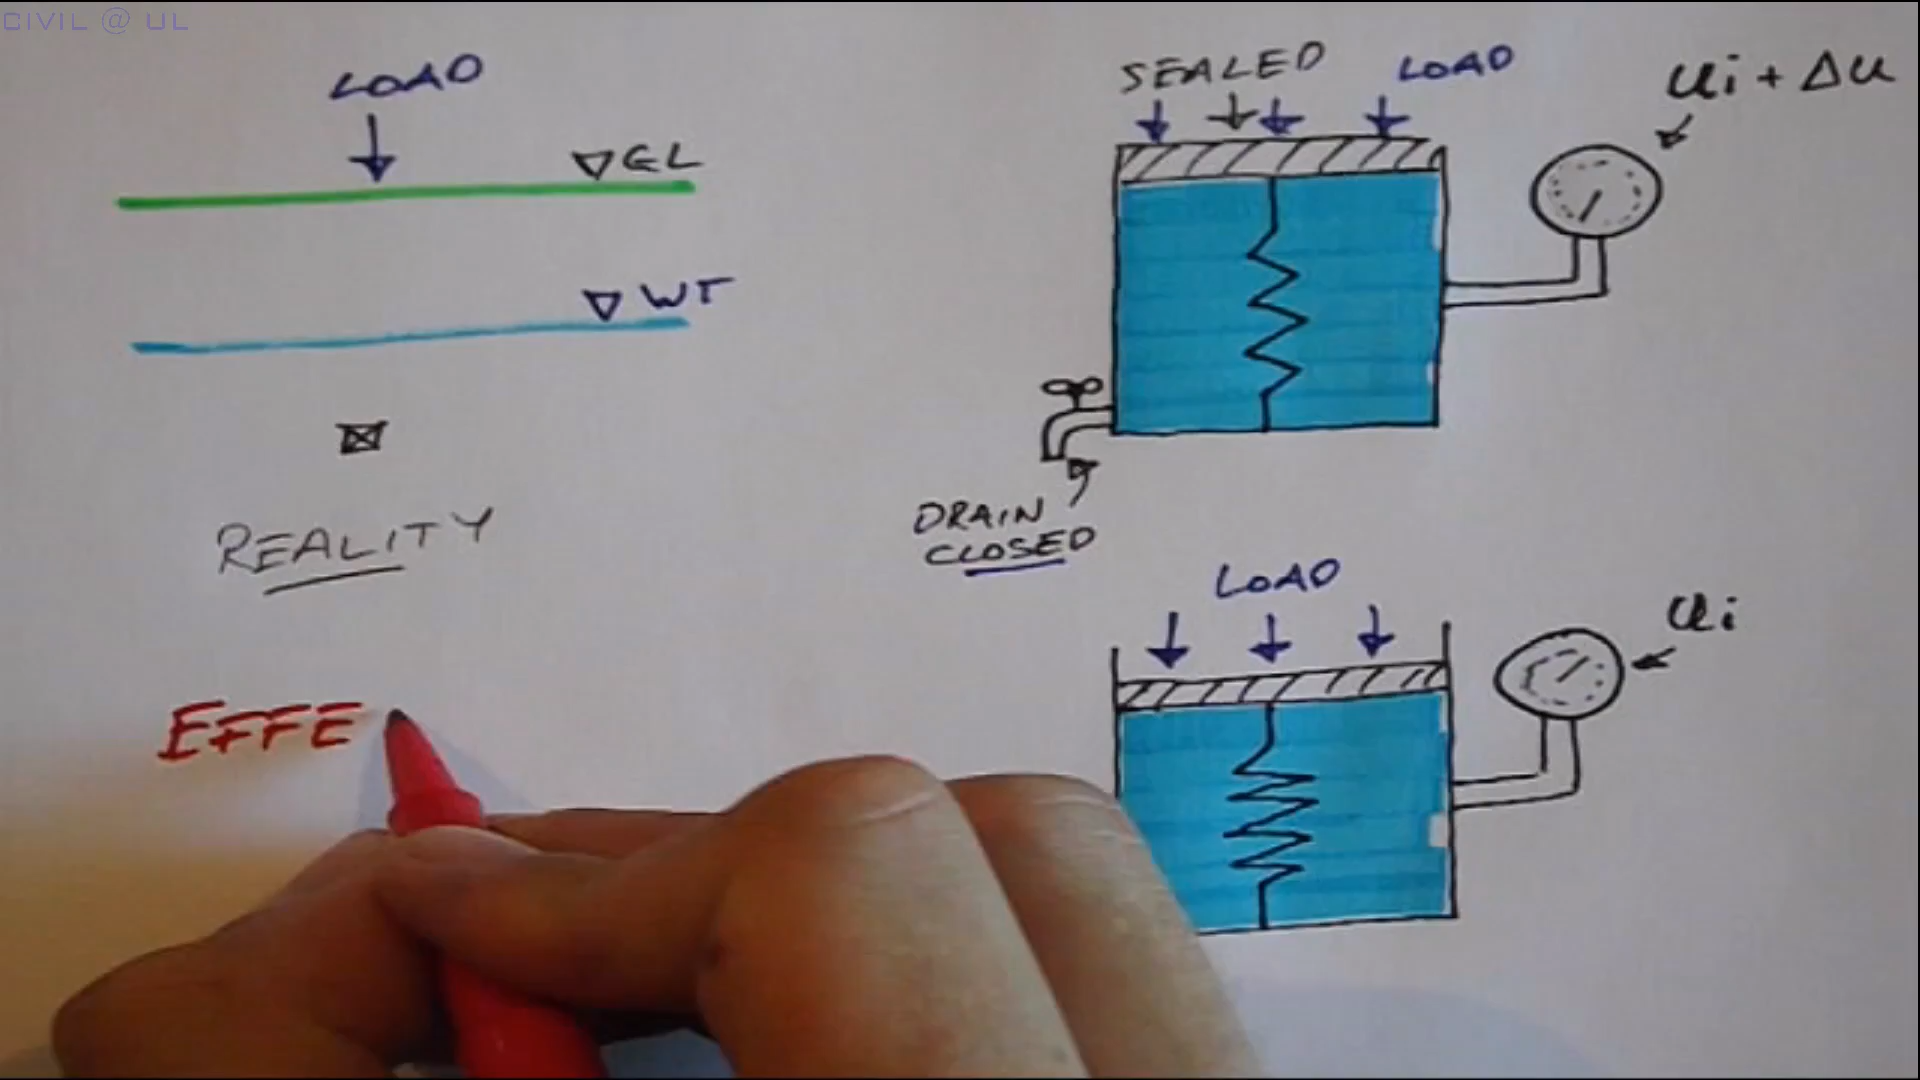 CIVIL @ UL
LOAD
GL
WT
REALITY
EFFE
SEALED
LOAD
Ui + Δu
DRAIN
CLOSED
LOAD
Ui